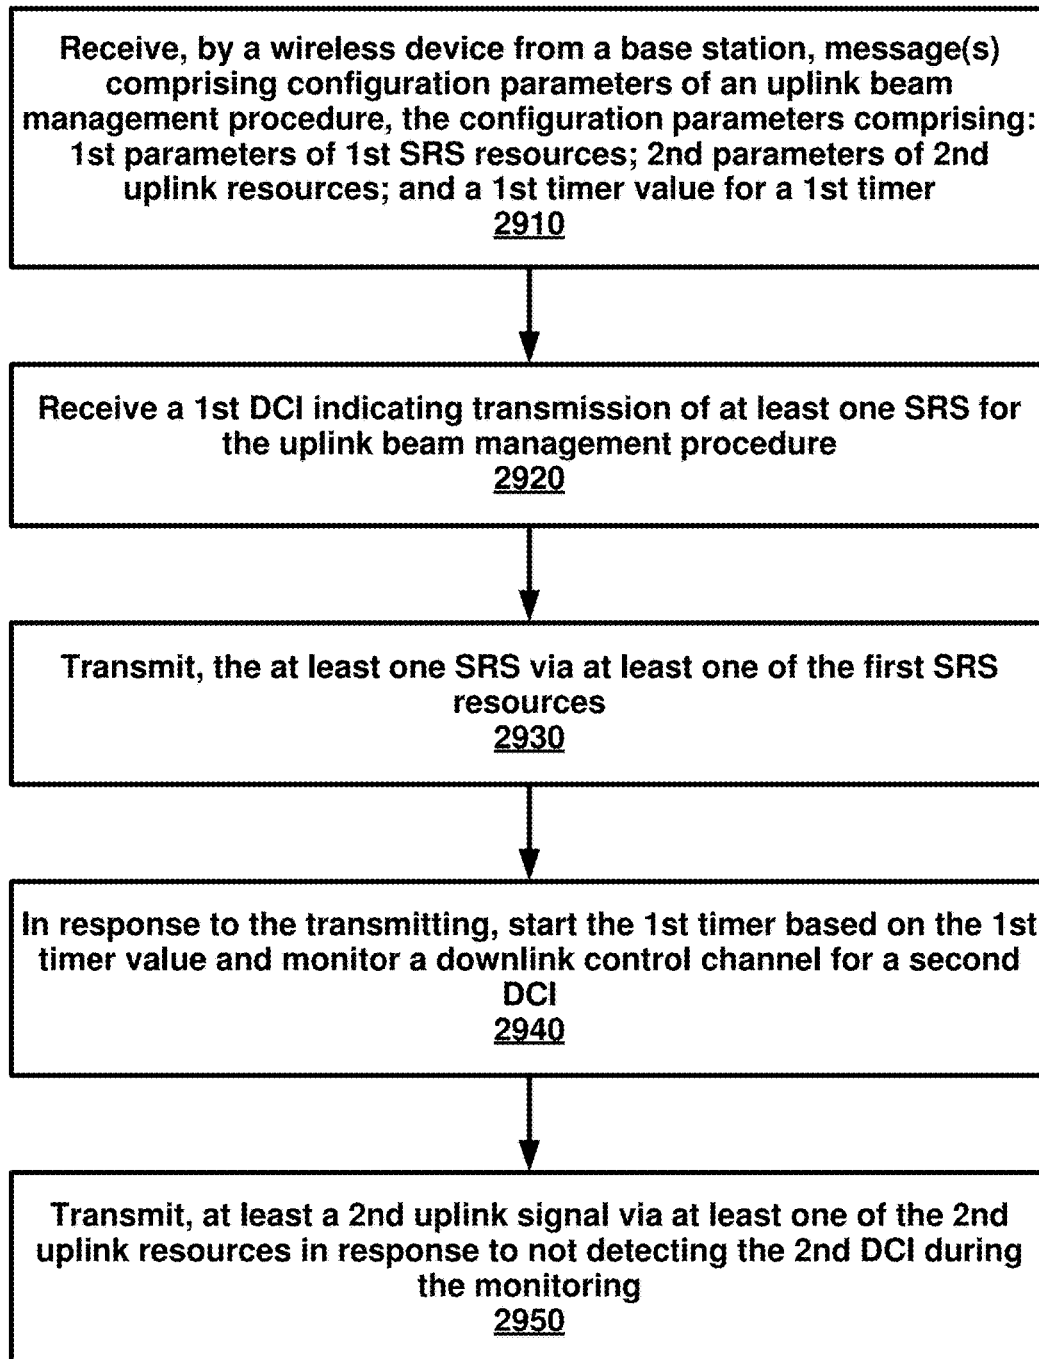 Receive, by a wireless device from a base station, message(s)
comprising configuration parameters of an uplink beam
management procedure, the configuration parameters comprising:
1st parameters of 1st SRS resources; 2nd parameters of 2nd
uplink resources; and a 1st timer value for a 1st timer
2910
Receive a 1st DCI indicating transmission of at least one SRS for
the uplink beam management procedure
2920
Transmit, the at least one SRS via at least one of the first SRS
resources
2930
In response to the transmitting, start the 1st timer based on the 1st
timer value and monitor a downlink control channel for a second
DCI
2940
Transmit, at least a 2nd uplink signal via at least one of the 2nd
uplink resources in response to not detecting the 2nd DCI during
the monitoring
2950